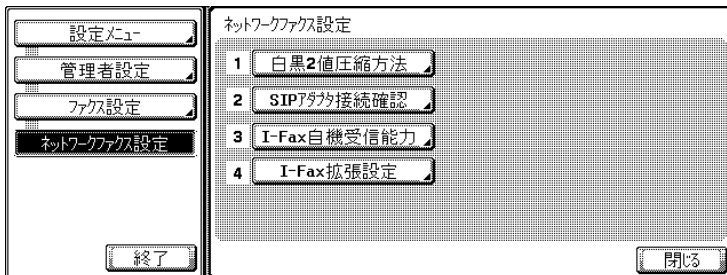 設定メニュー
管理者設定
ファクス設定
ネットワークファクス設定
終了
ネットワークファクス設定
1 白黒2値圧縮方法
2 SIPアダプタ接続確認
3 I-Fax自機受信能力
4 I-Fax拡張設定
閉じる